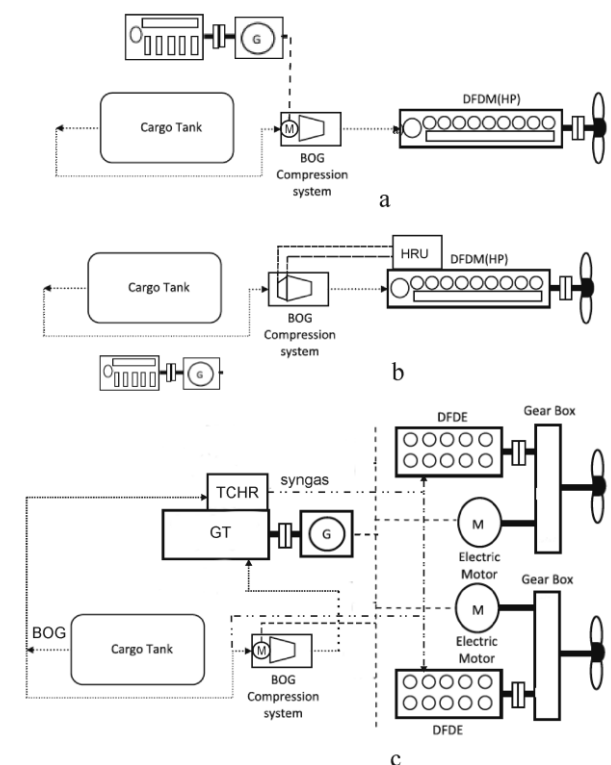 G
Cargo Tank
M
BOG
Compression
system
DFDM(HP)
a
HRU
DFDM(HP)
Cargo Tank
BOG
Compression
system
G
b
DFDE
Gear Box
TCHR
syngas
GT
G
M
Electric
Motor
Gear Box
BOG
Cargo Tank
M
BOG
Compression
system
M
Electric
Motor
DFDE
c